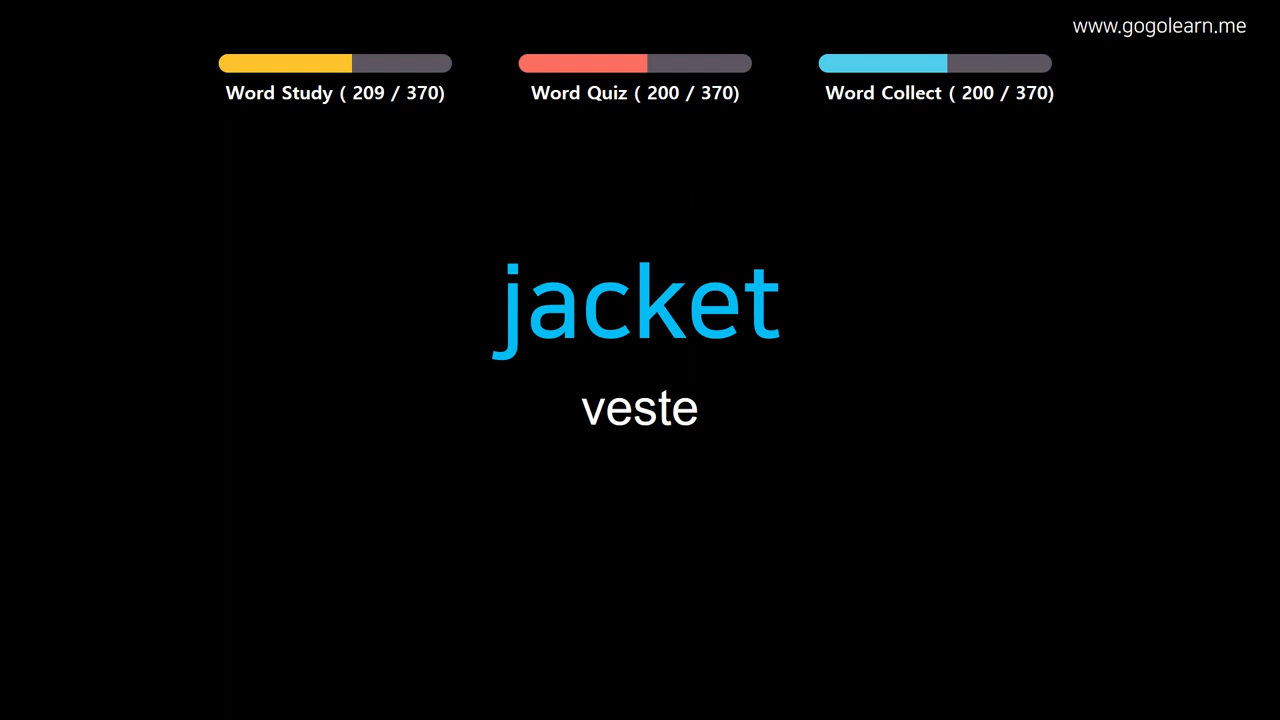 www.gogolearn.me
Word Study ( 209 / 370)
Word Quiz ( 200 / 370)
Word Collect ( 200 / 370)
jacket
veste